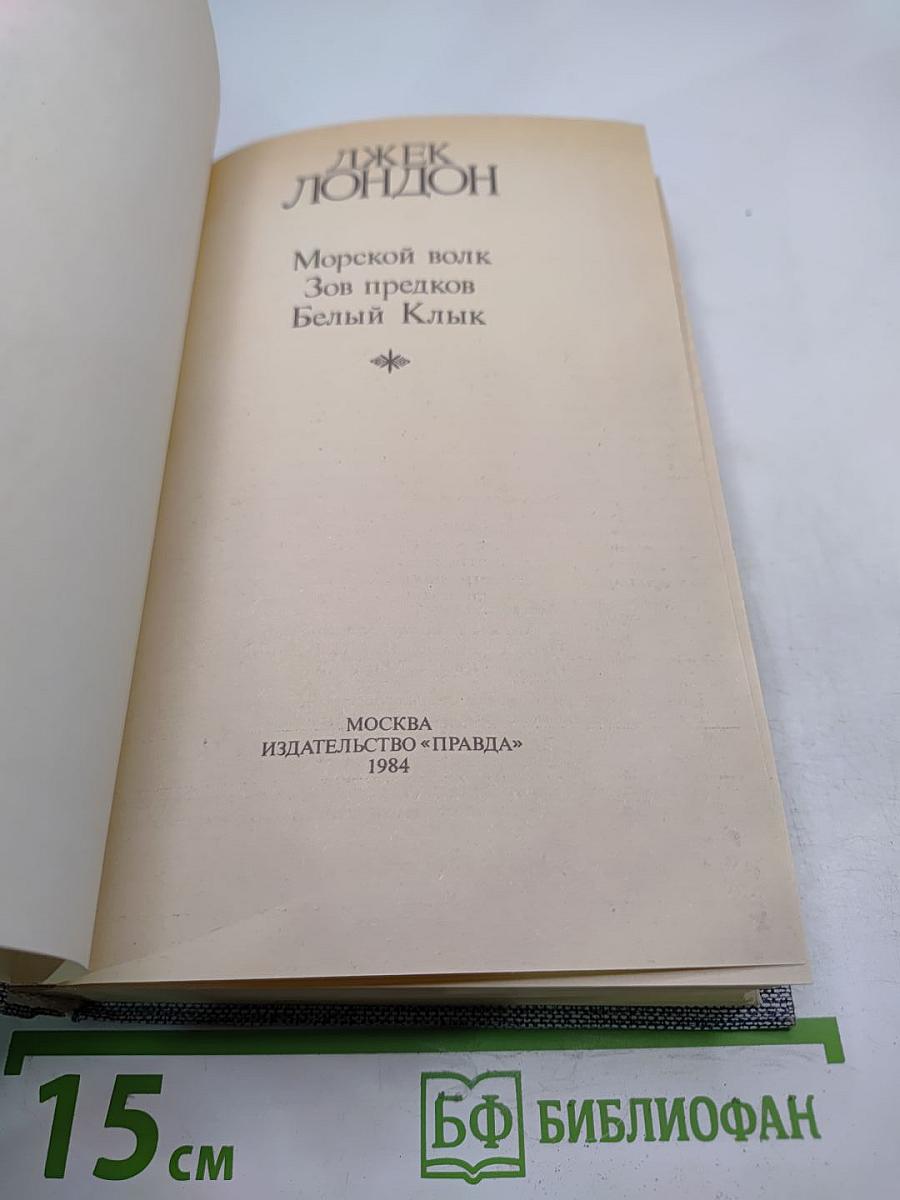 ДЖЕК
ЛОНДОН
Морской волк
Зов предков
Белый Клык
МОСКВА
ИЗДАТЕЛЬСТВО «ПРАВДА»
1984
15 см
БФ БИБЛИОФАН